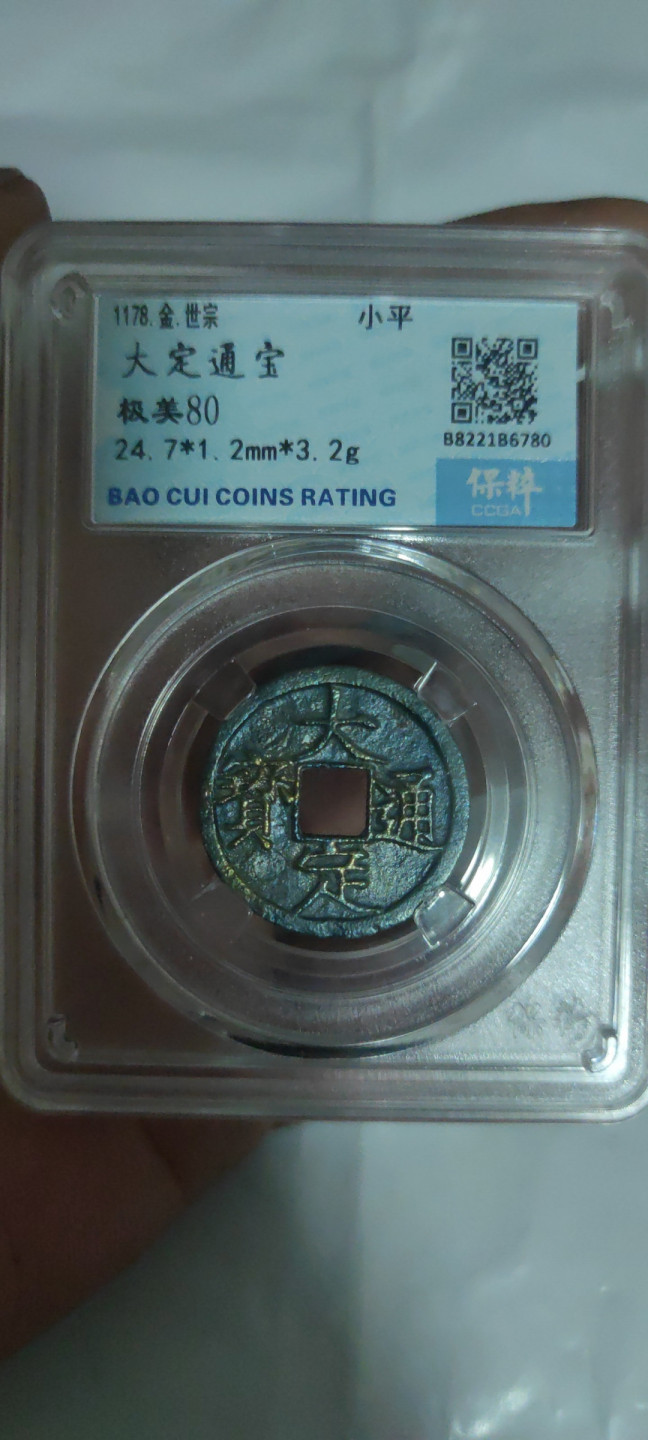 1178.金.世宗 小平
大定通宝
极美80
24.7*1.2mm*3.2g
B8221B6780
BAO CUI COINS RATING
保粹
CCGA
大
寳 通
定